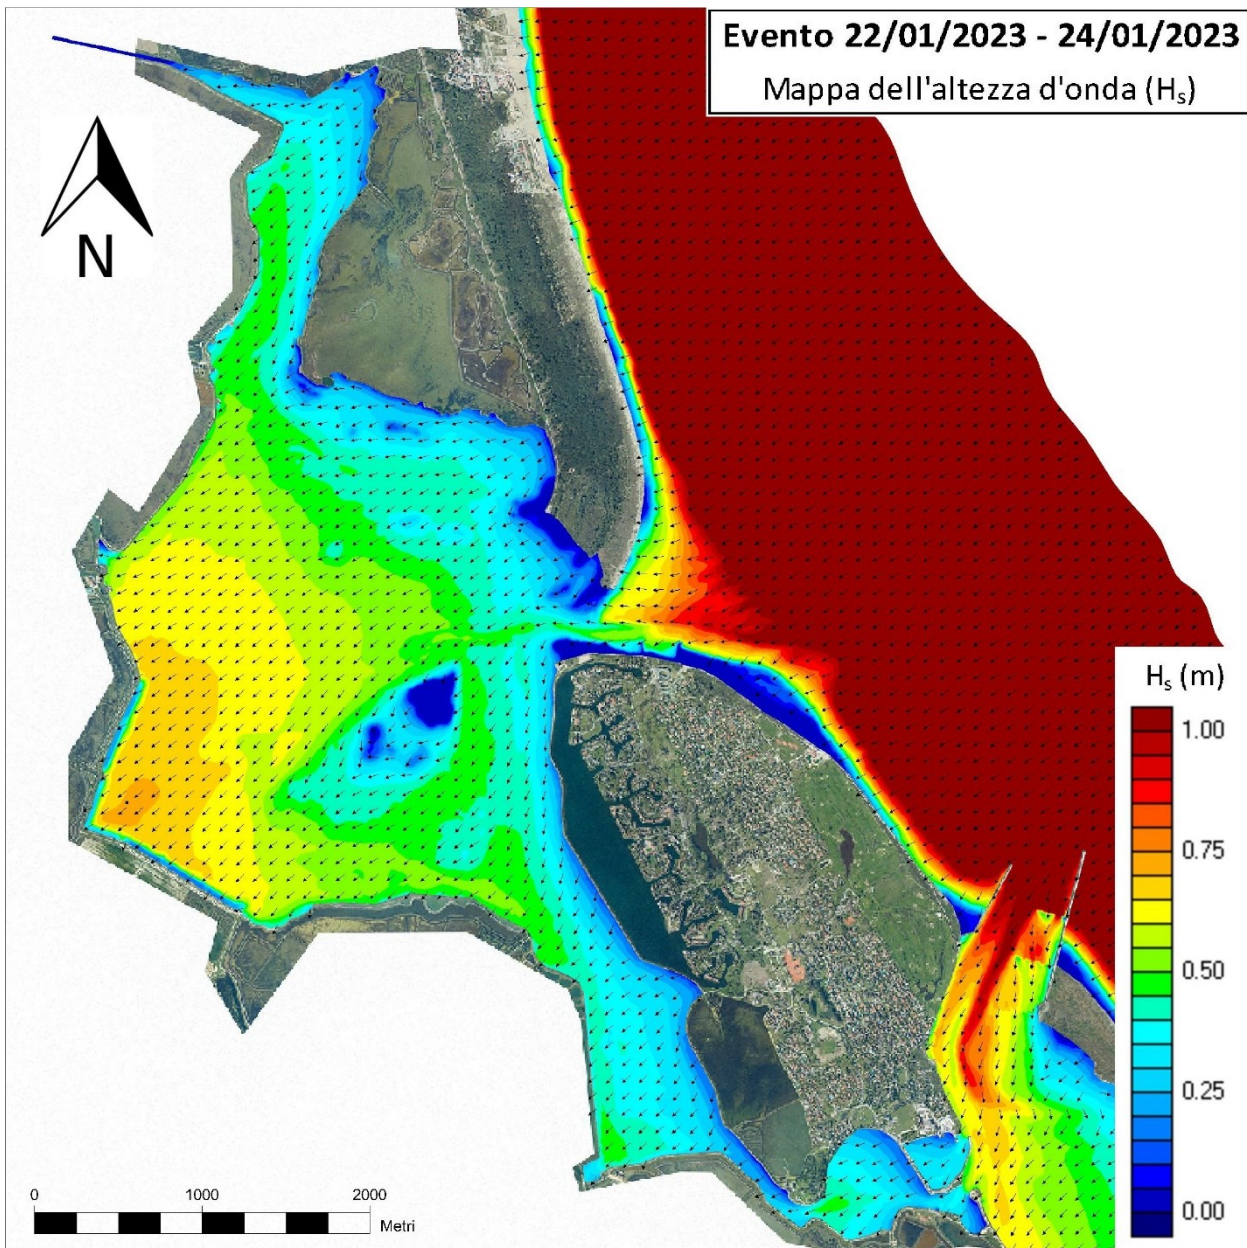 Evento 22/01/2023 - 24/01/2023
Mappa dell'altezza d'onda (Hs)
N
Hs (m)
1.00
0.75
0.50
0.25
0.00
0 1000 2000
Metri